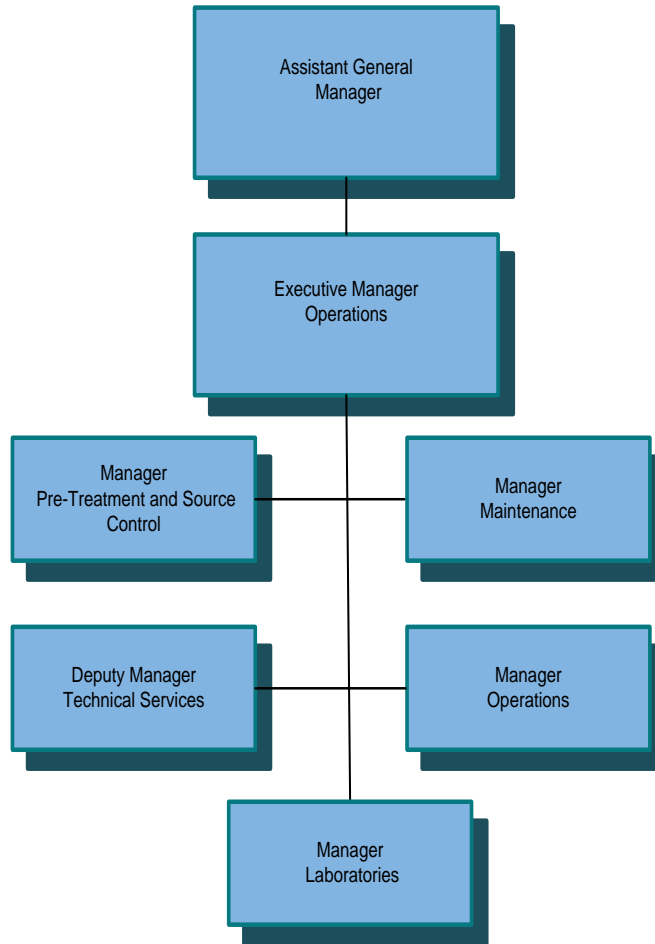 Assistant General
Manager
Executive Manager
Operations
Manager
Pre-Treatment and Source
Control
Manager
Maintenance
Deputy Manager
Technical Services
Manager
Operations
Manager
Laboratories